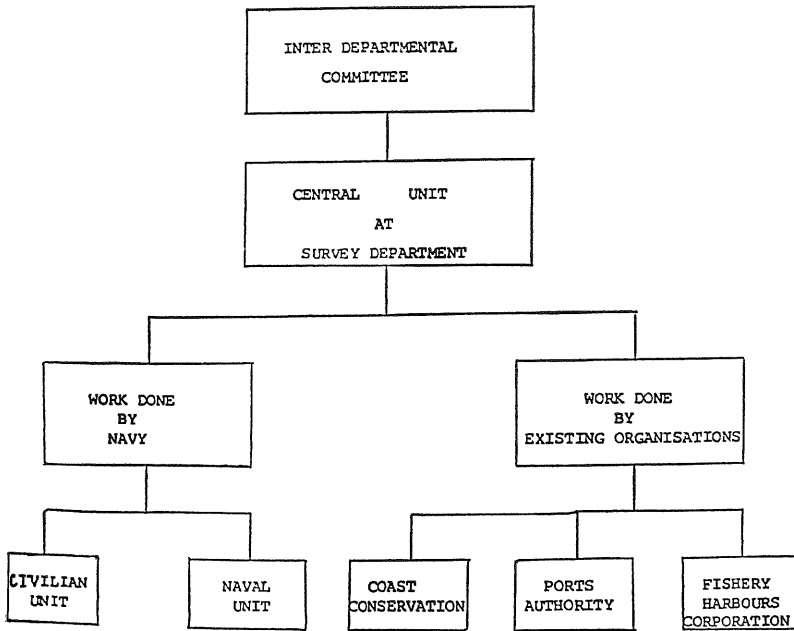 INTER DEPARTMENTAL
COMMITTEE
CENTRAL UNIT
AT
SURVEY DEPARTMENT
WORK DONE
BY
NAVY
WORK DONE
BY
EXISTING ORGANISATIONS
CIVILIAN
UNIT
NAVAL
UNIT
COAST
CONSERVATION
PORTS
AUTHORITY
FISHERY
HARBOURS
CORPORATION